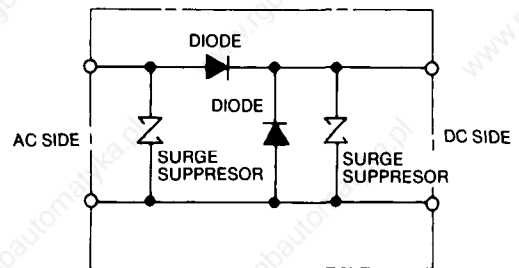 DIODE
DIODE
AC SIDE
DC SIDE
SURGE
SUPPRESOR
SURGE
SUPPRESOR